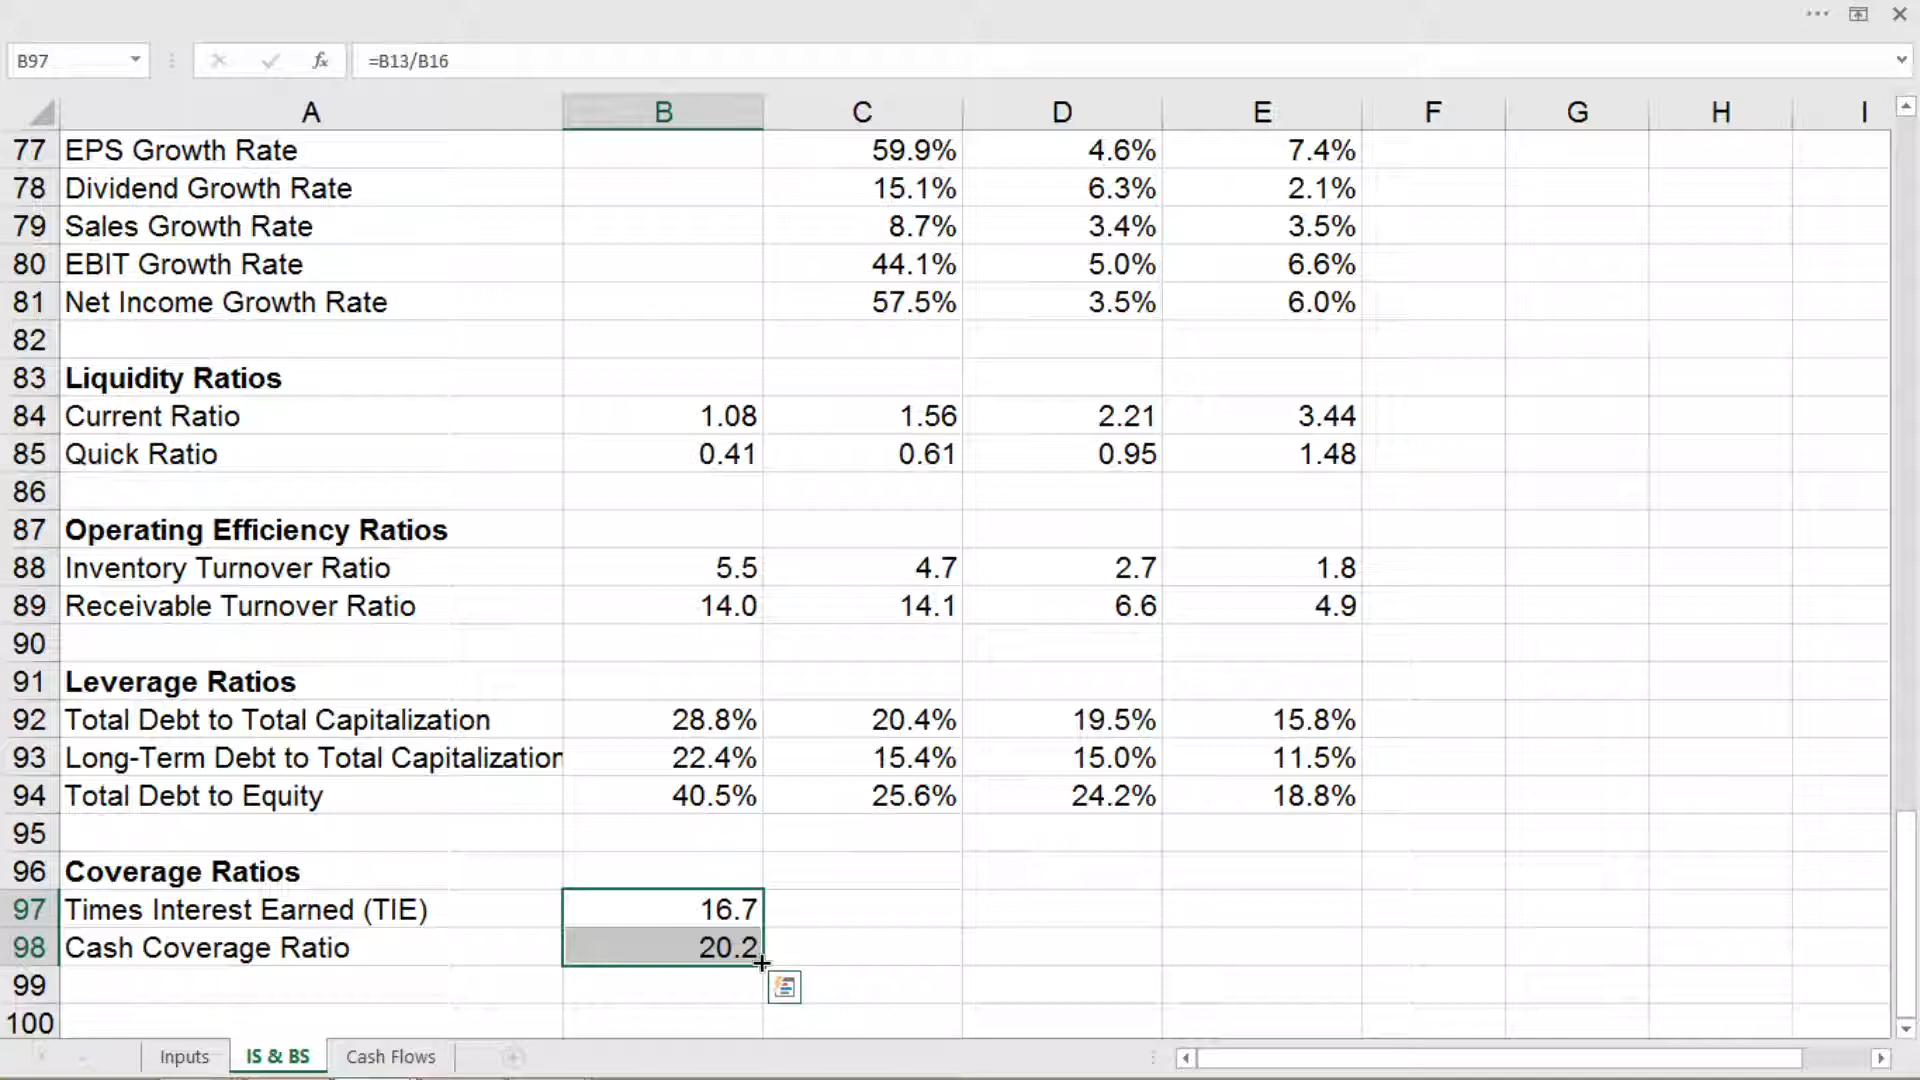 B97 fx =B13/B16
A B C D E F G H I
77 EPS Growth Rate 59.9% 4.6% 7.4%
78 Dividend Growth Rate 15.1% 6.3% 2.1%
79 Sales Growth Rate 8.7% 3.4% 3.5%
80 EBIT Growth Rate 44.1% 5.0% 6.6%
81 Net Income Growth Rate 57.5% 3.5% 6.0%
82
83 Liquidity Ratios
84 Current Ratio 1.08 1.56 2.21 3.44
85 Quick Ratio 0.41 0.61 0.95 1.48
86
87 Operating Efficiency Ratios
88 Inventory Turnover Ratio 5.5 4.7 2.7 1.8
89 Receivable Turnover Ratio 14.0 14.1 6.6 4.9
90
91 Leverage Ratios
92 Total Debt to Total Capitalization 28.8% 20.4% 19.5% 15.8%
93 Long-Term Debt to Total Capitalization 22.4% 15.4% 15.0% 11.5%
94 Total Debt to Equity 40.5% 25.6% 24.2% 18.8%
95
96 Coverage Ratios
97 Times Interest Earned (TIE) 16.7
98 Cash Coverage Ratio 20.2
99
100
Inputs IS & BS Cash Flows